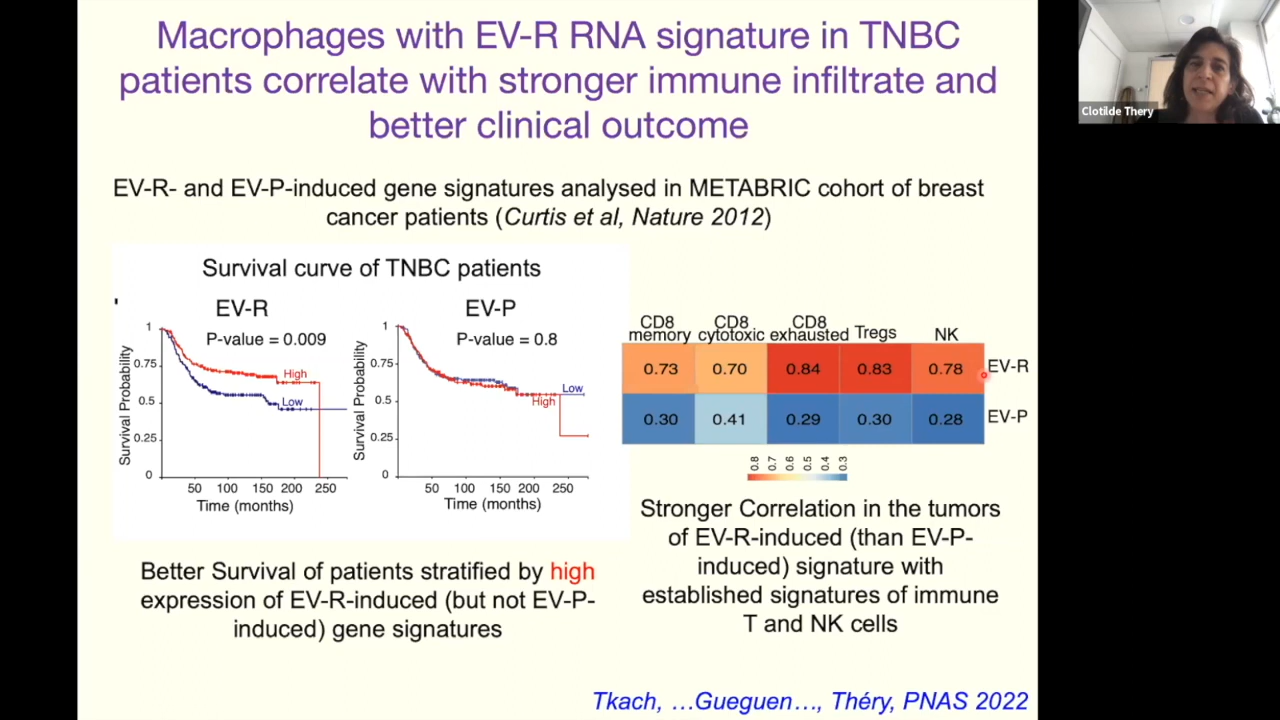 Macrophages with EV-R RNA signature in TNBC
patients correlate with stronger immune infiltrate and
better clinical outcome
Clotilde Thery
EV-R- and EV-P-induced gene signatures analysed in METABRIC cohort of breast
cancer patients (Curtis et al, Nature 2012)
Survival curve of TNBC patients
EV-R
P-value = 0.009
Survival Probability
1
0.75
0.5
0.25
0
High
Low
50 100 150 200 250
Time (months)
EV-P
P-value = 0.8
Survival Probability
1
0.75
0.5
0.25
0
Low
High
50 100 150 200 250
Time (months)
CD8 memory CD8 cytotoxic CD8 exhausted Tregs NK
0.73 0.70 0.84 0.83 0.78 EV-R
0.30 0.41 0.29 0.30 0.28 EV-P
0.8 0.7 0.6 0.5 0.4 0.3
Better Survival of patients stratified by high
expression of EV-R-induced (but not EV-P-
induced) gene signatures
Stronger Correlation in the tumors
of EV-R-induced (than EV-P-
induced) signature with
established signatures of immune
T and NK cells
Tkach, …Gueguen…, Théry, PNAS 2022